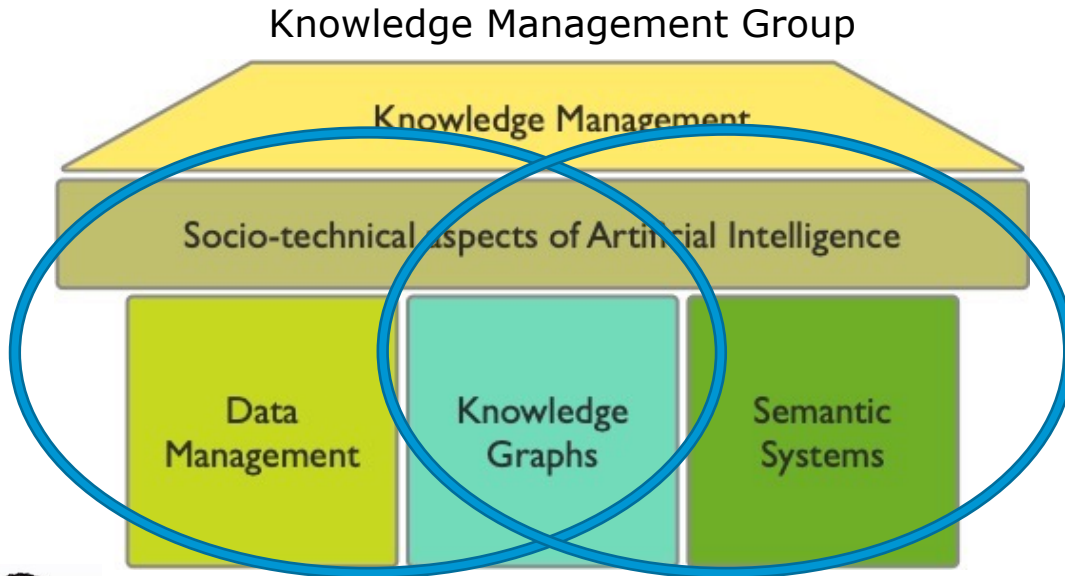 Knowledge Management Group
Knowledge Management
Socio-technical aspects of Artificial Intelligence
Data
Management
Knowledge
Graphs
Semantic
Systems